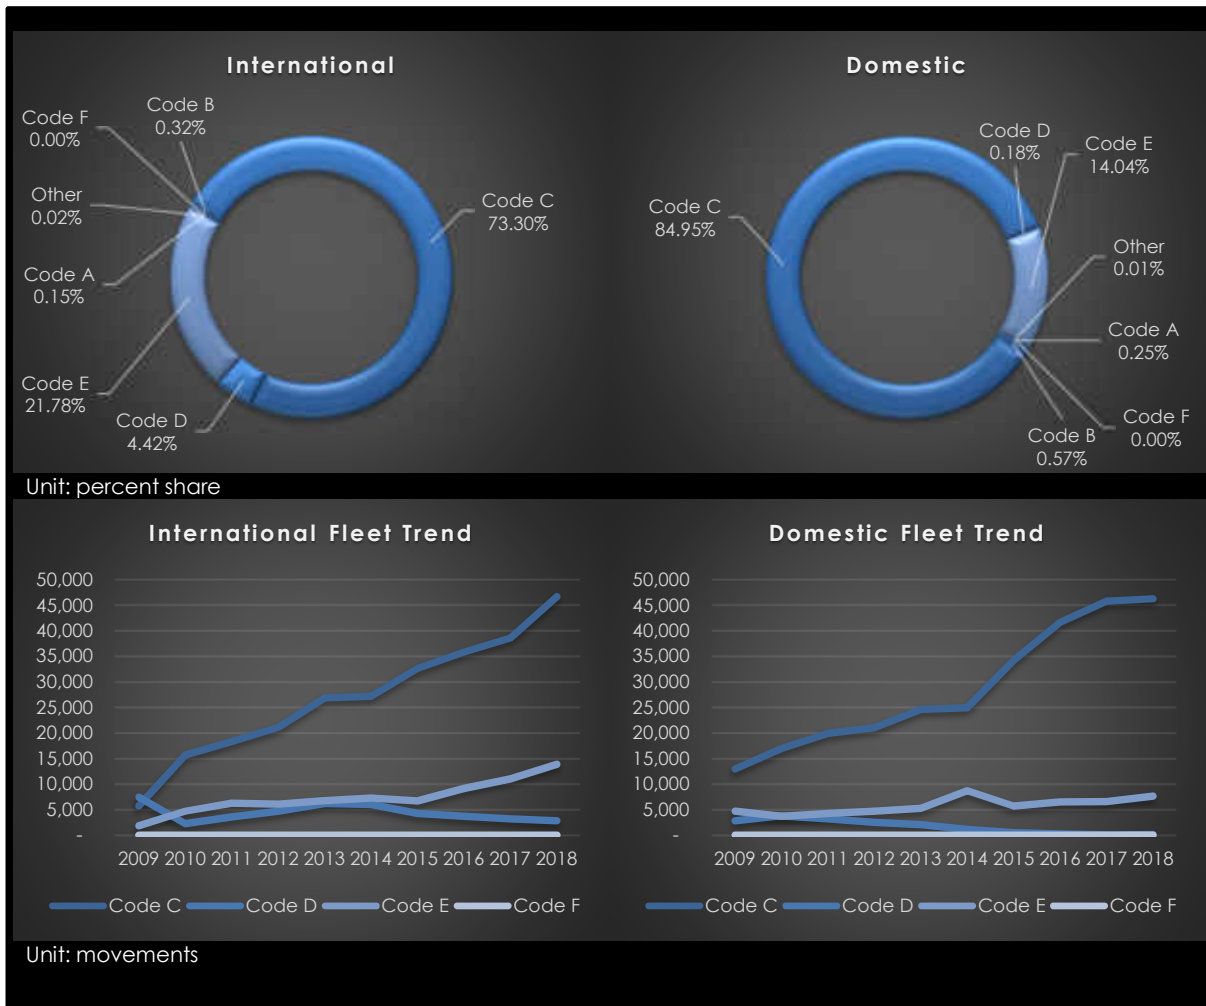 International
Code B
0.32%
Code F
0.00%
Other
0.02%
Code A
0.15%
Code E
21.78%
Code D
4.42%
Code C
73.30%
Domestic
Code D
0.18%
Code E
14.04%
Code C
84.95%
Other
0.01%
Code A
0.25%
Code F
0.00%
Code B
0.57%
Unit: percent share
International Fleet Trend
50,000
45,000
40,000
35,000
30,000
25,000
20,000
15,000
10,000
5,000
-
2009 2010 2011 2012 2013 2014 2015 2016 2017 2018
Code C Code D Code E Code F
Domestic Fleet Trend
50,000
45,000
40,000
35,000
30,000
25,000
20,000
15,000
10,000
5,000
-
2009 2010 2011 2012 2013 2014 2015 2016 2017 2018
Code C Code D Code E Code F
Unit: movements